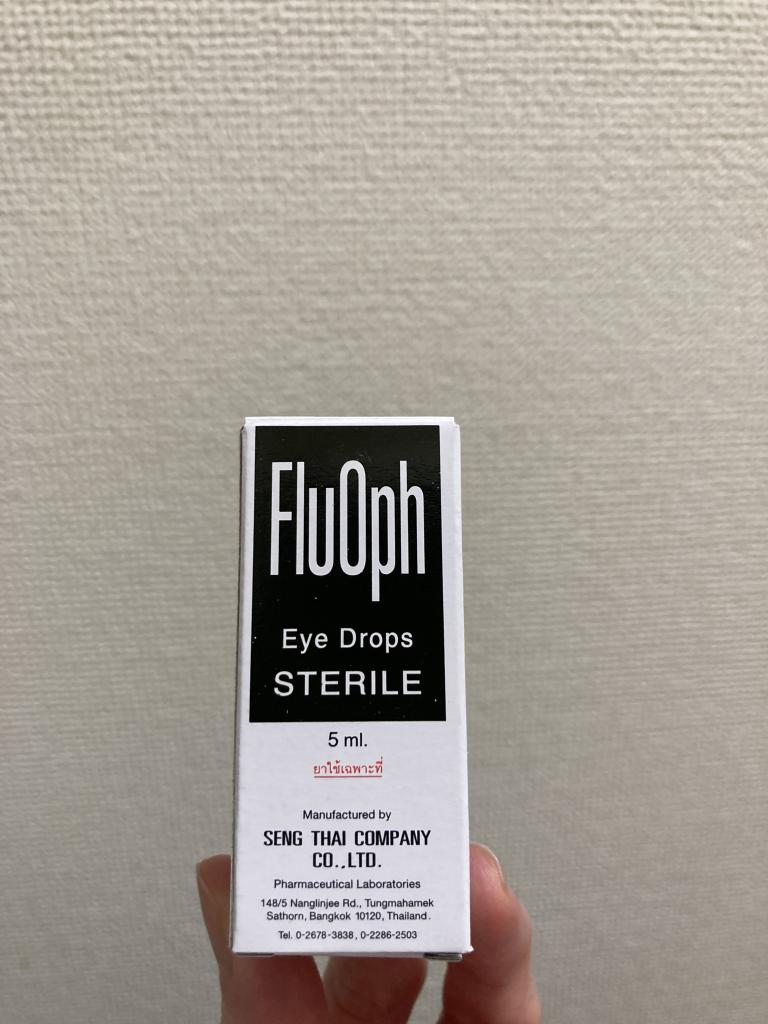 FluOph
Eye Drops
STERILE
5 ml.
ยาใช้เฉพาะที่
Manufactured by
SENG THAI COMPANY
CO.,LTD.
Pharmaceutical Laboratories
148/5 Nanglinjee Rd., Tungmahamek
Sathorn, Bangkok 10120, Thailand.
Tel. 0-2678-3838, 0-2286-2503